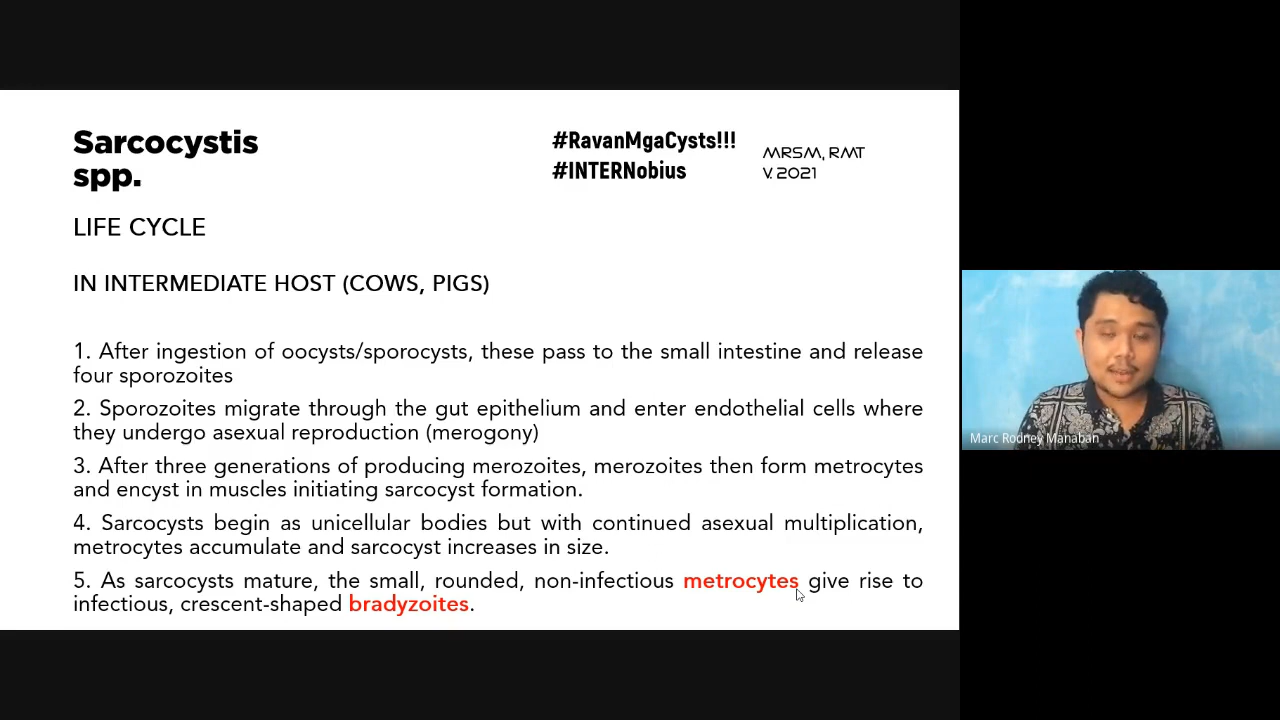 Sarcocystis
spp.
#RavanMgaCysts!!!
#INTERNobius
MRSM, RMT
V. 2021
LIFE CYCLE
IN INTERMEDIATE HOST (COWS, PIGS)
1. After ingestion of oocysts/sporocysts, these pass to the small intestine and release
four sporozoites
2. Sporozoites migrate through the gut epithelium and enter endothelial cells where
they undergo asexual reproduction (merogony)
3. After three generations of producing merozoites, merozoites then form metrocytes
and encyst in muscles initiating sarcocyst formation.
4. Sarcocysts begin as unicellular bodies but with continued asexual multiplication,
metrocytes accumulate and sarcocyst increases in size.
5. As sarcocysts mature, the small, rounded, non-infectious metrocytes give rise to
infectious, crescent-shaped bradyzoites.
Marc Rodney Manaban